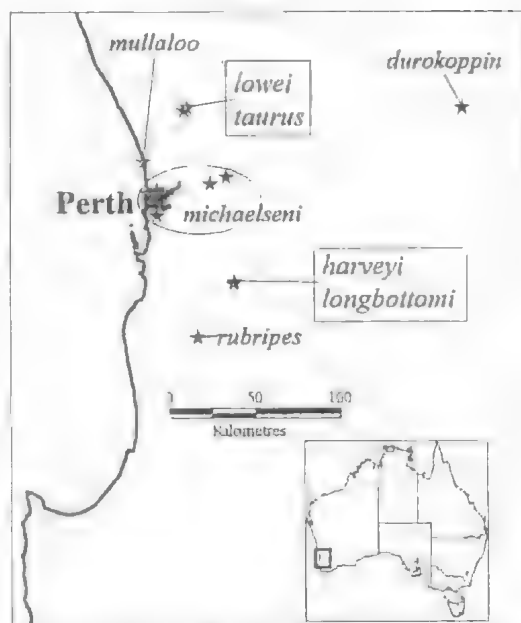 mullaloo
durokoppin
lowei
taurus
Perth
michaelseni
harveyi
longbottomi
rubripes
0 50 100
Kilometres